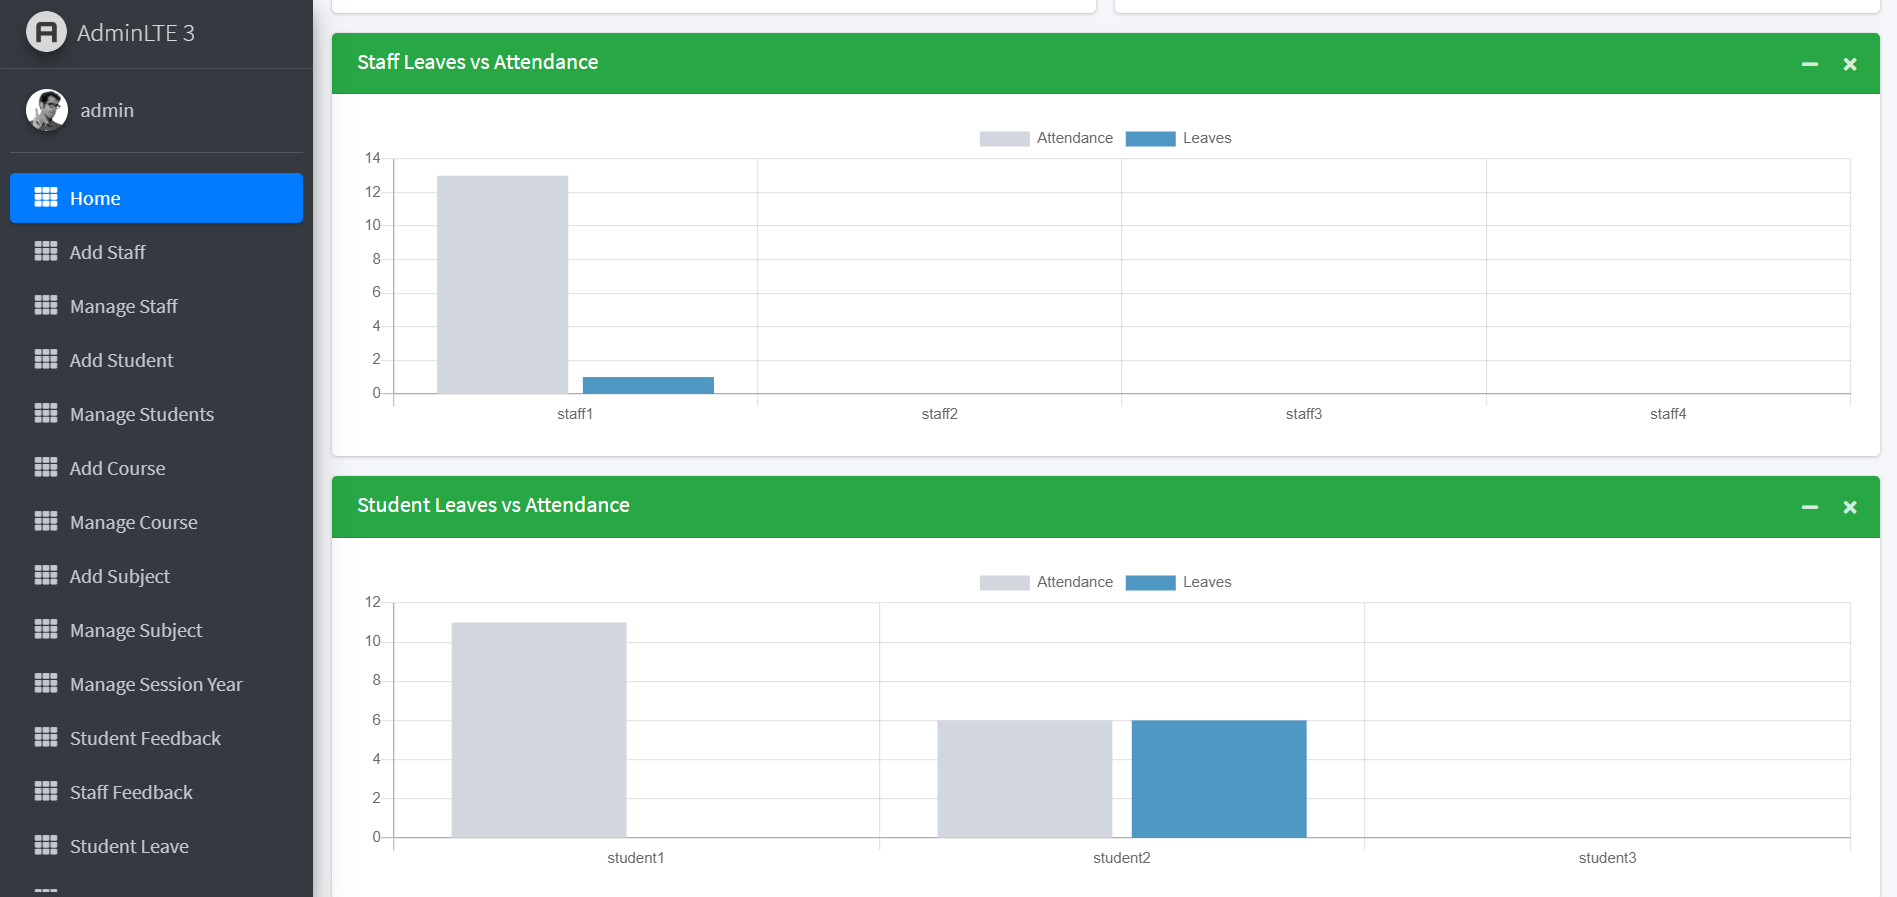 AdminLTE 3
admin
Home
Add Staff
Manage Staff
Add Student
Manage Students
Add Course
Manage Course
Add Subject
Manage Subject
Manage Session Year
Student Feedback
Staff Feedback
Student Leave
Staff Leaves vs Attendance
Attendance Leaves
14
12
10
8
6
4
2
0
staff1 staff2 staff3 staff4
Student Leaves vs Attendance
Attendance Leaves
12
10
8
6
4
2
0
student1 student2 student3